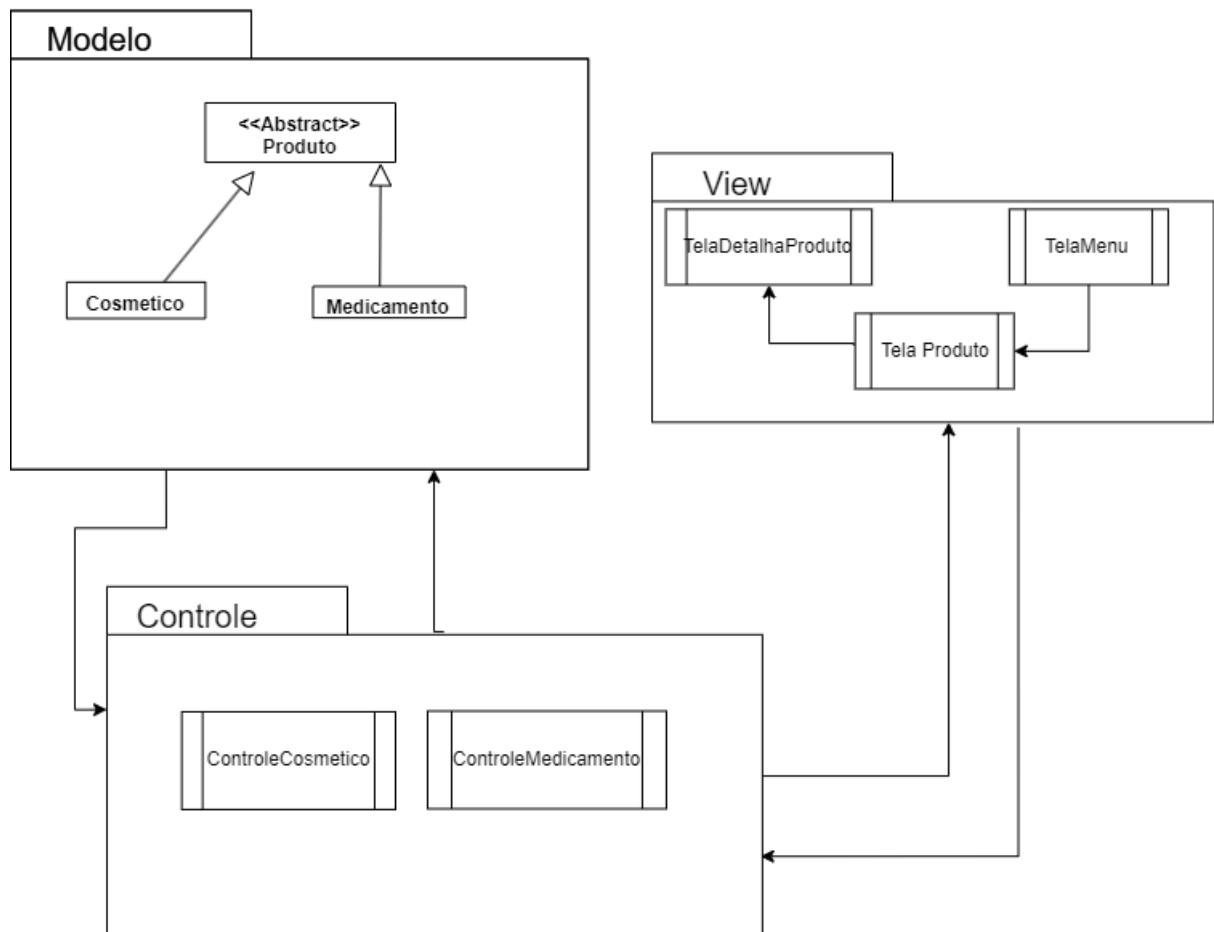 Modelo
<<Abstract>>
Produto
Cosmetico
Medicamento
View
TelaDetalhaProduto
TelaMenu
Tela Produto
Controle
ControleCosmetico
ControleMedicamento